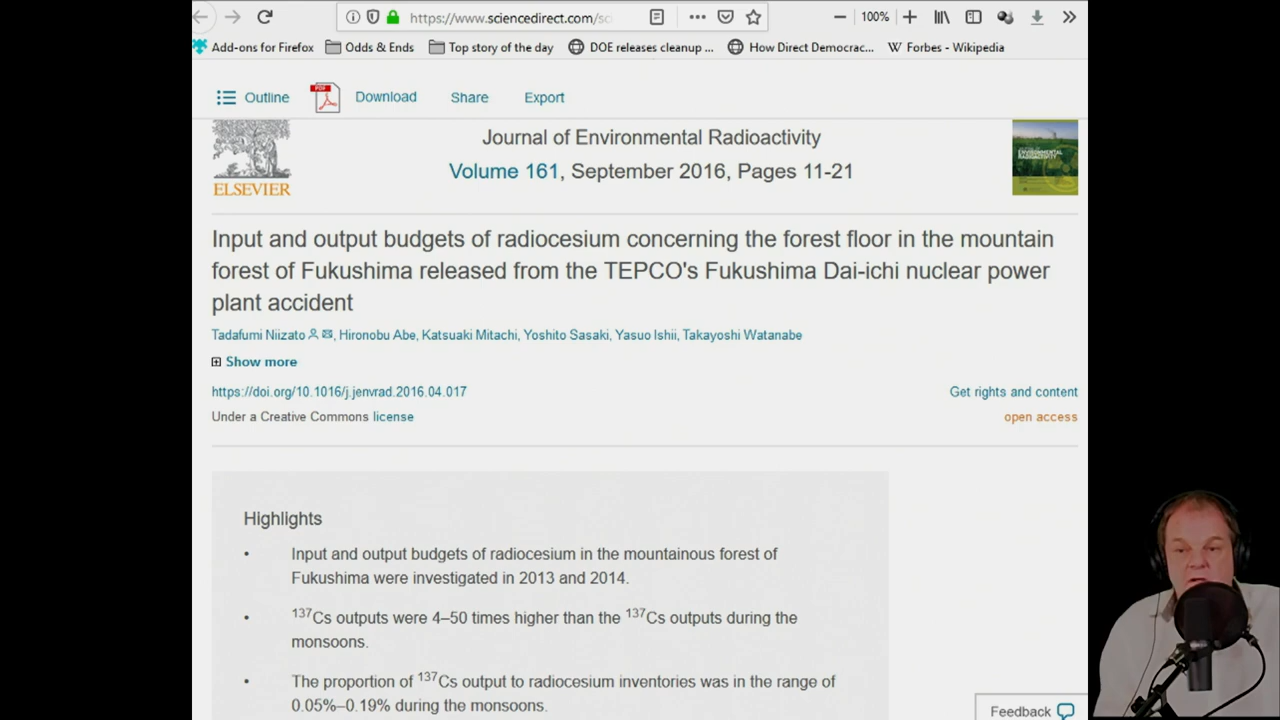 https://www.sciencedirect.com/sc
100%
Add-ons for Firefox
Odds & Ends
Top story of the day
DOE releases cleanup ...
How Direct Democrac...
W Forbes - Wikipedia
Outline
PDF
Download
Share
Export
ELSEVIER
Journal of Environmental Radioactivity
Volume 161, September 2016, Pages 11-21
ENVIRONMENTAL
RADIOACTIVITY
Input and output budgets of radiocesium concerning the forest floor in the mountain
forest of Fukushima released from the TEPCO's Fukushima Dai-ichi nuclear power
plant accident
Tadafumi Niizato, Hironobu Abe, Katsuaki Mitachi, Yoshito Sasaki, Yasuo Ishii, Takayoshi Watanabe
Show more
https://doi.org/10.1016/j.jenvrad.2016.04.017
Get rights and content
Under a Creative Commons license
open access
Highlights
• Input and output budgets of radiocesium in the mountainous forest of
Fukushima were investigated in 2013 and 2014.
• ¹³⁷Cs outputs were 4–50 times higher than the ¹³⁷Cs outputs during the
monsoons.
• The proportion of ¹³⁷Cs output to radiocesium inventories was in the range of
0.05%–0.19% during the monsoons.
Feedback